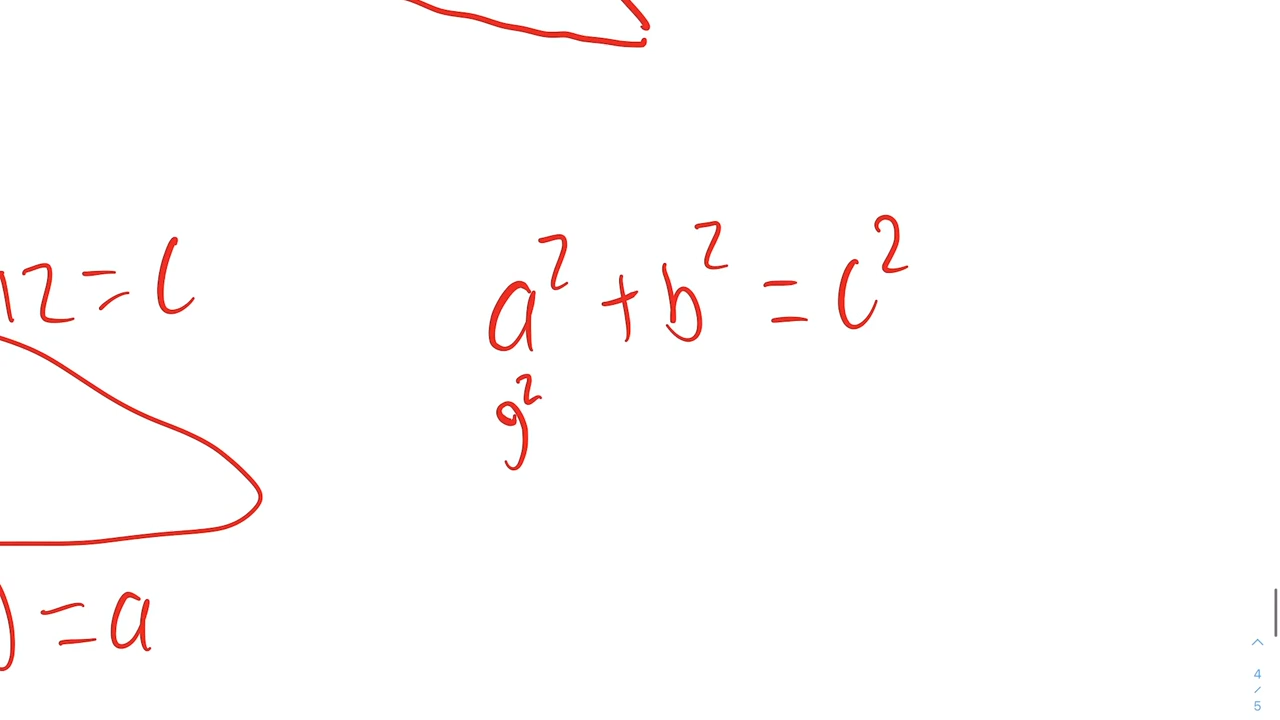 12 = c
a² + b² = c²
9²
= a
4
/
5